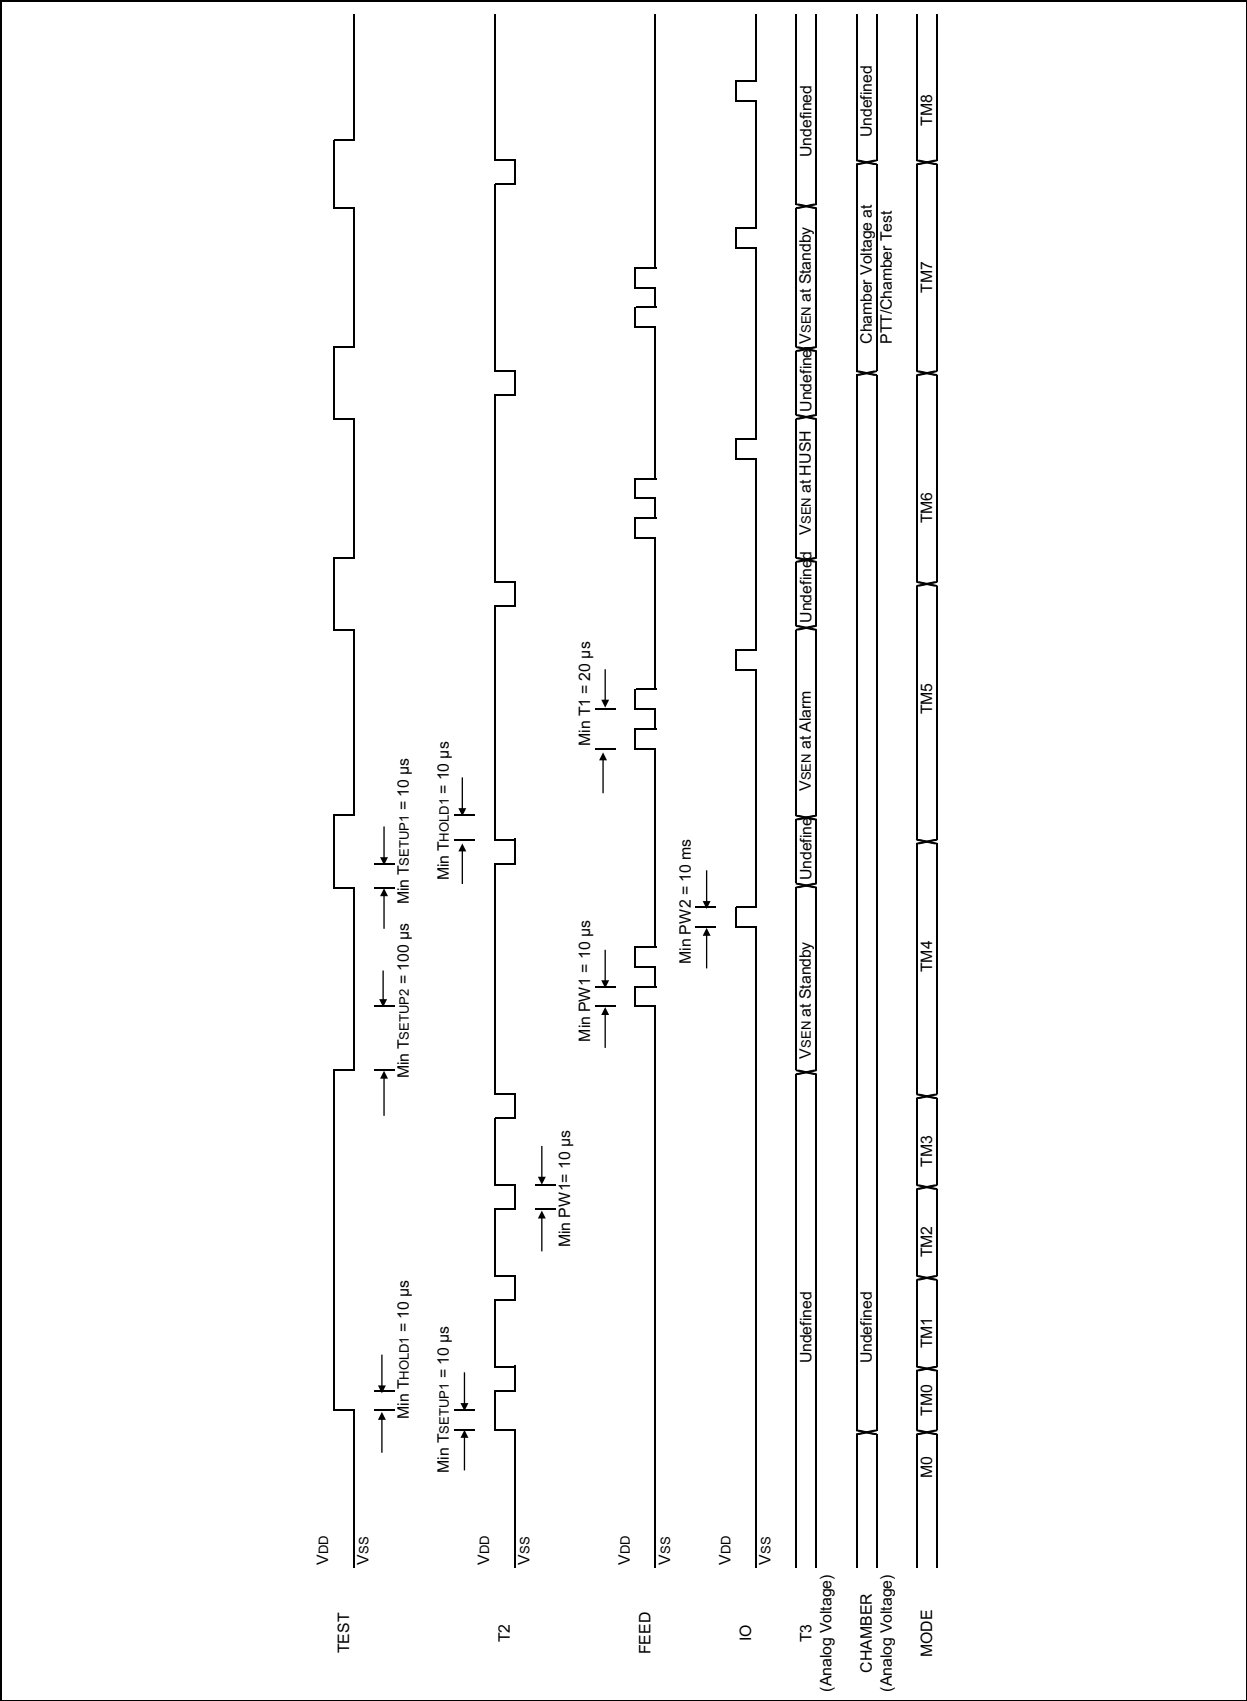 TEST
VDD
VSS
Min THOLD1 = 10 µs
Min TSETUP2 = 100 µs
Min TSETUP1 = 10 µs
T2
VDD
VSS
Min TSETUP1 = 10 µs
Min PW1= 10 µs
Min THOLD1 = 10 µs
FEED
VDD
VSS
Min PW1 = 10 µs
Min T1 = 20 µs
IO
VDD
VSS
Min PW2 = 10 ms
T3
(Analog Voltage)
Undefined
VSEN at Standby
Undefine
VSEN at Alarm
Undefined
VSEN at HUSH
Undefine
VSEN at Standby
Undefined
CHAMBER
(Analog Voltage)
Undefined
Chamber Voltage at
PTT/Chamber Test
Undefined
MODE
M0
TM0
TM1
TM2
TM3
TM4
TM5
TM6
TM7
TM8